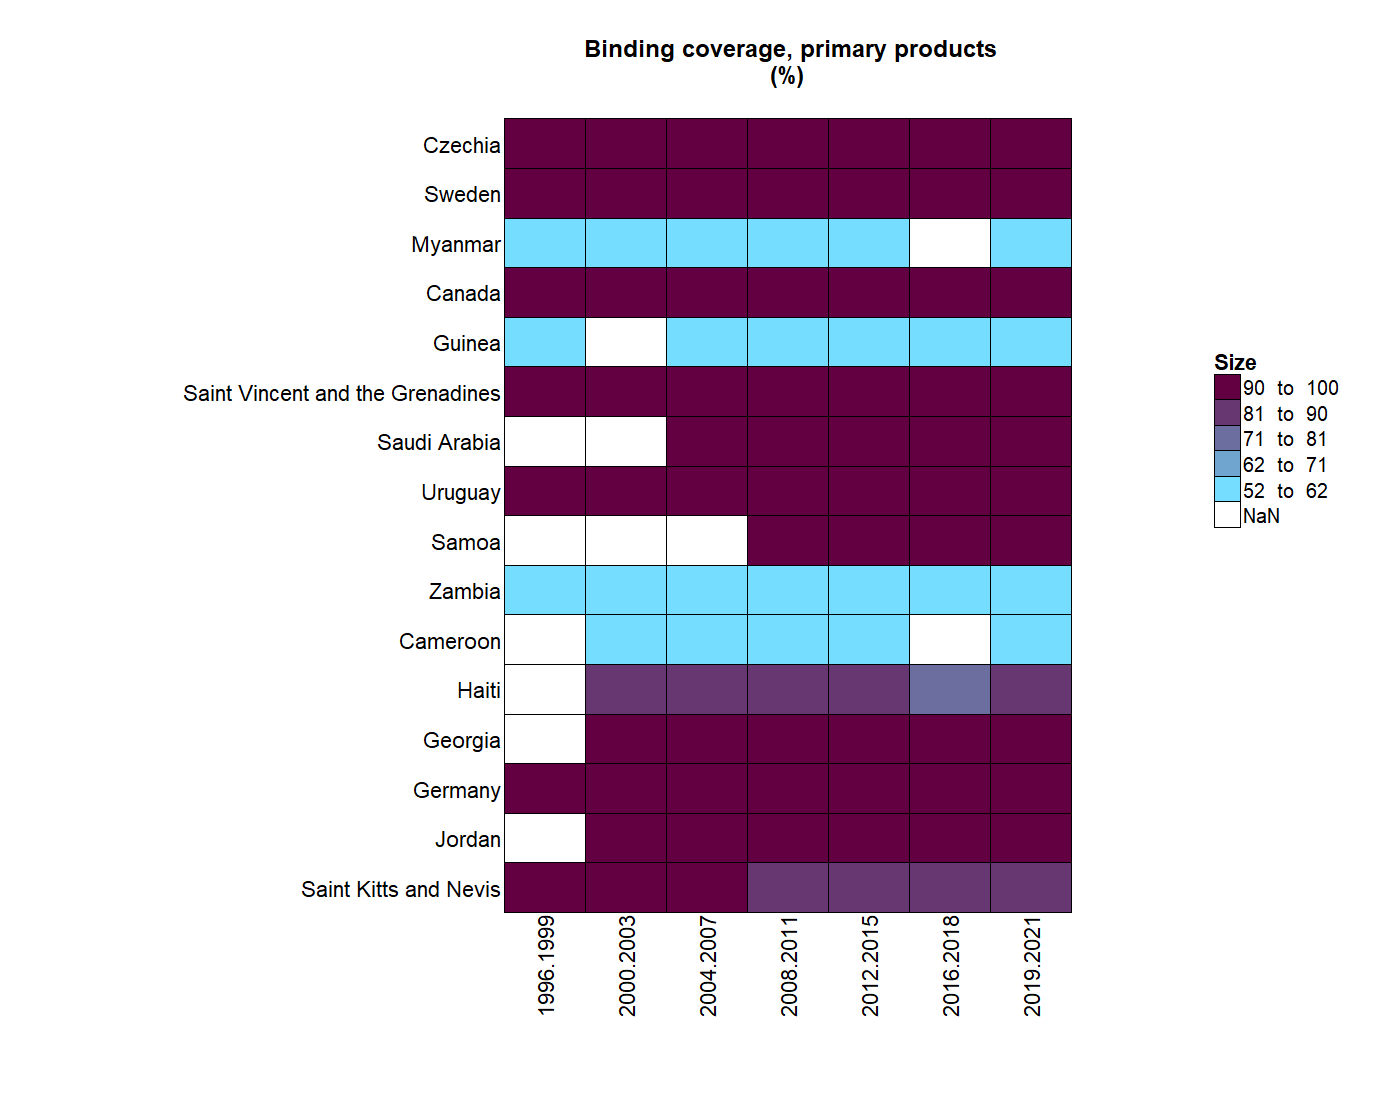 Binding coverage, primary products
(%)
Czechia
Sweden
Myanmar
Canada
Guinea
Saint Vincent and the Grenadines
Saudi Arabia
Uruguay
Samoa
Zambia
Cameroon
Haiti
Georgia
Germany
Jordan
Saint Kitts and Nevis
1996.1999
2000.2003
2004.2007
2008.2011
2012.2015
2016.2018
2019.2021
Size
90 to 100
81 to 90
71 to 81
62 to 71
52 to 62
NaN